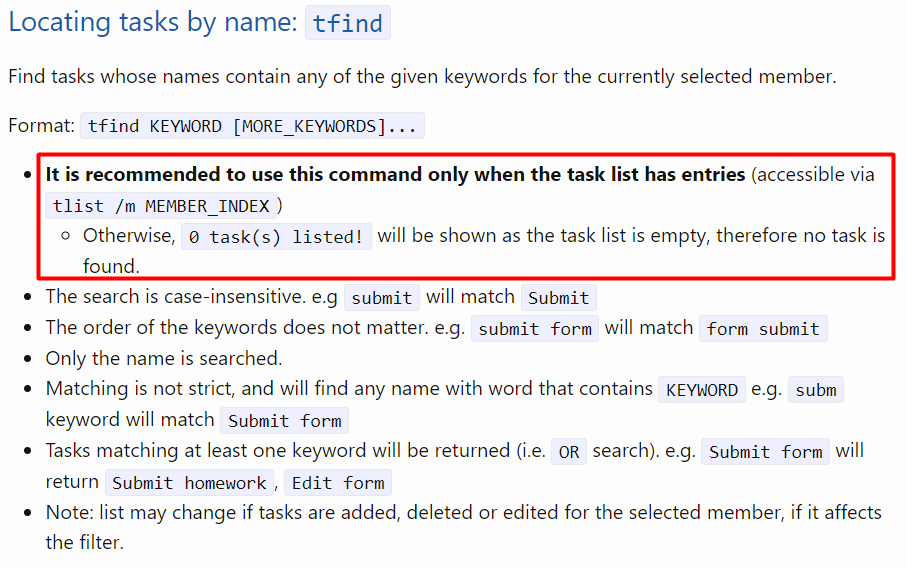 Locating tasks by name: tfind
Find tasks whose names contain any of the given keywords for the currently selected member.
Format: tfind KEYWORD [MORE_KEYWORDS]...
• It is recommended to use this command only when the task list has entries (accessible via
tlist /m MEMBER_INDEX)
◦ Otherwise, 0 task(s) listed! will be shown as the task list is empty, therefore no task is
found.
• The search is case-insensitive. e.g submit will match Submit
• The order of the keywords does not matter. e.g. submit form will match form submit
• Only the name is searched.
• Matching is not strict, and will find any name with word that contains KEYWORD e.g. subm
keyword will match Submit form
• Tasks matching at least one keyword will be returned (i.e. OR search). e.g. Submit form will
return Submit homework, Edit form
• Note: list may change if tasks are added, deleted or edited for the selected member, if it affects
the filter.